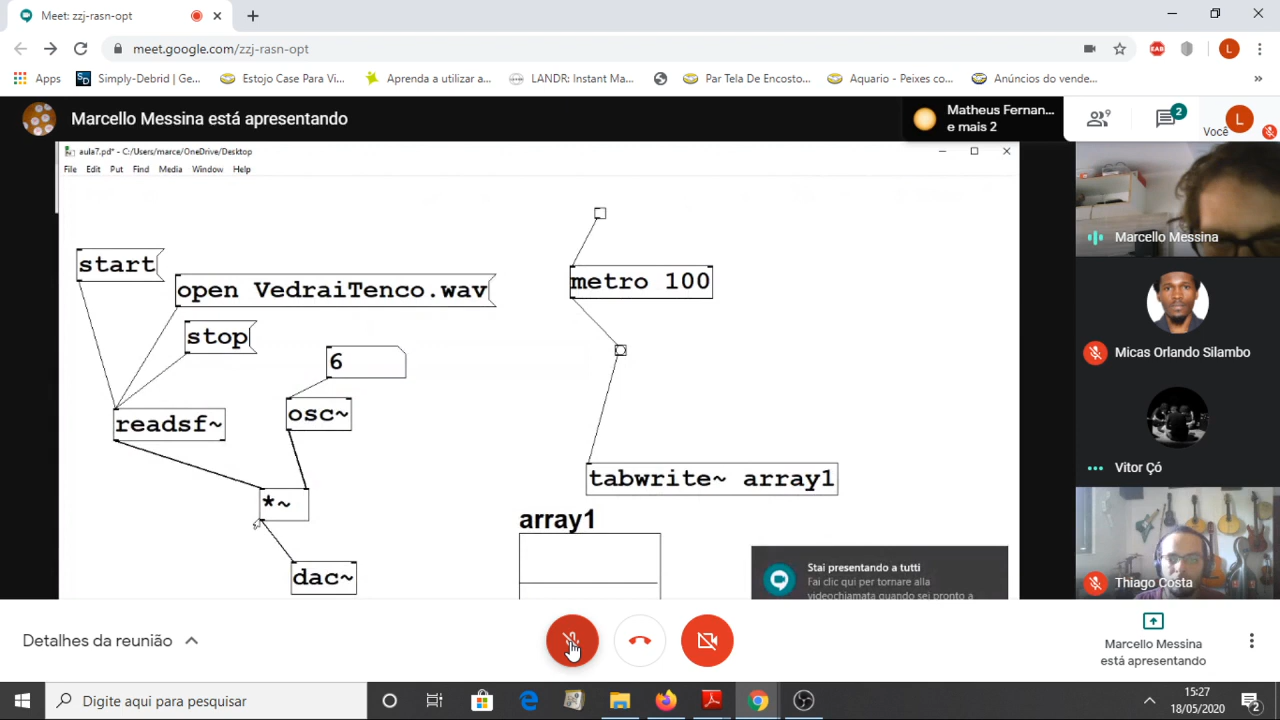 Meet: zzj-rasn-opt
meet.google.com/zzj-rasn-opt
Apps
Simply-Debrid | Ge...
Estojo Case Para Vi...
Aprenda a utilizar a...
LANDR: Instant Ma...
Par Tela De Encosto...
Aquario - Peixes co...
Anúncios do vende...
»
Marcello Messina está apresentando
Matheus Fernan...
e mais 2
2
Você
L
aula7.pd* - C:/Users/marce/OneDrive/Desktop
File Edit Put Find Media Window Help
start
open VedraiTenco.wav
stop
6
readsf~
osc~
*~
dac~
metro 100
tabwrite~ array1
array1
Stai presentando a tutti
Fai clic qui per tornare alla
videochiamata quando sei pronto a
Marcello Messina
Micas Orlando Silambo
Vitor Çó
Thiago Costa
Detalhes da reunião
Marcello Messina
está apresentando
Digite aqui para pesquisar
15:27
18/05/2020
2